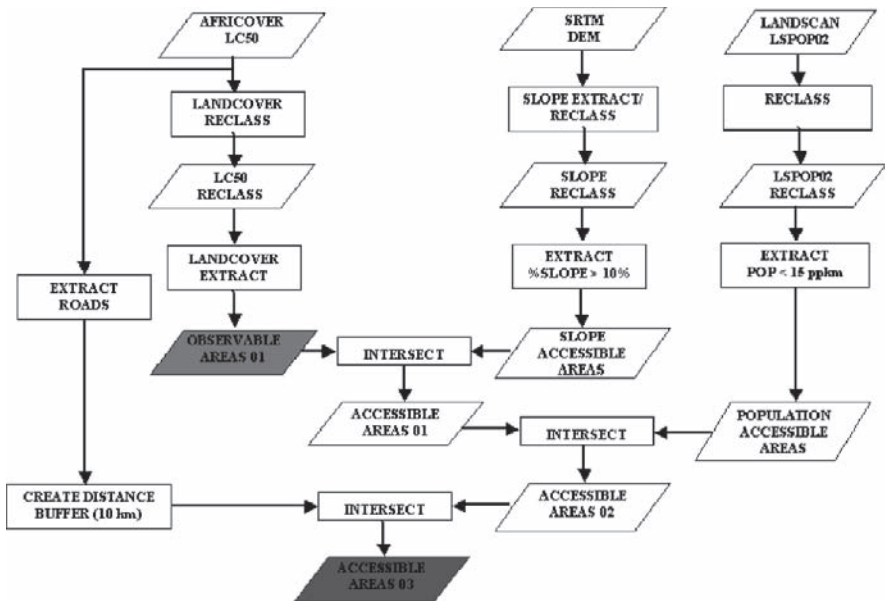 AFRICOVER
LC50
SRTM
DEM
LANDSCAN
LSPOP02
LANDCOVER
RECLASS
SLOPE EXTRACT/
RECLASS
RECLASS
LC50
RECLASS
SLOPE
RECLASS
LSPOP02
RECLASS
EXTRACT
ROADS
LANDCOVER
EXTRACT
EXTRACT
%SLOPE > 10%
EXTRACT
POP < 15 ppkm
OBSERVABLE
AREAS 01
INTERSECT
SLOPE
ACCESSIBLE
AREAS
ACCESSIBLE
AREAS 01
INTERSECT
POPULATION
ACCESSIBLE
AREAS
CREATE DISTANCE
BUFFER (10 km)
INTERSECT
ACCESSIBLE
AREAS 02
ACCESSIBLE
AREAS 03